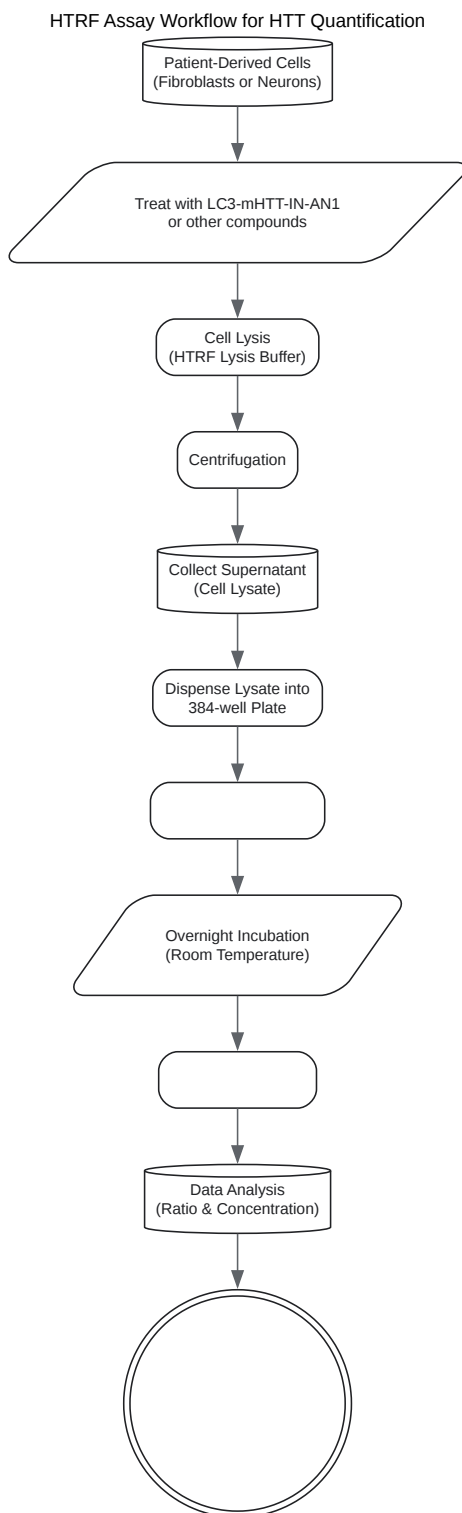 HTRF Assay Workflow for HTT Quantification
Patient-Derived Cells
(Fibroblasts or Neurons)
Treat with LC3-mHTT-IN-AN1
or other compounds
Cell Lysis
(HTRF Lysis Buffer)
Centrifugation
Collect Supernatant
(Cell Lysate)
Dispense Lysate into
384-well Plate
Overnight Incubation
(Room Temperature)
Data Analysis
(Ratio & Concentration)